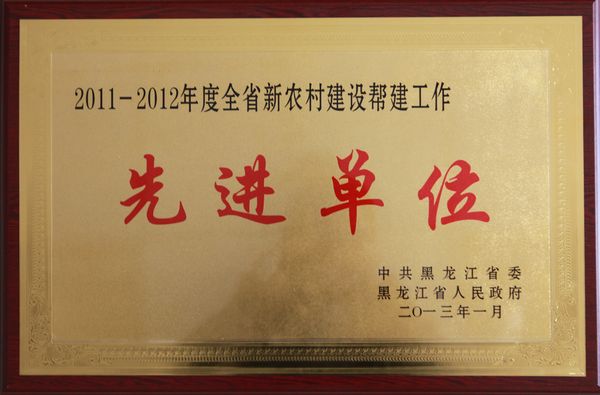 2011-2012年度全省新农村建设帮建工作
先进单位
中共黑龙江省委
黑龙江省人民政府
二〇一三年一月